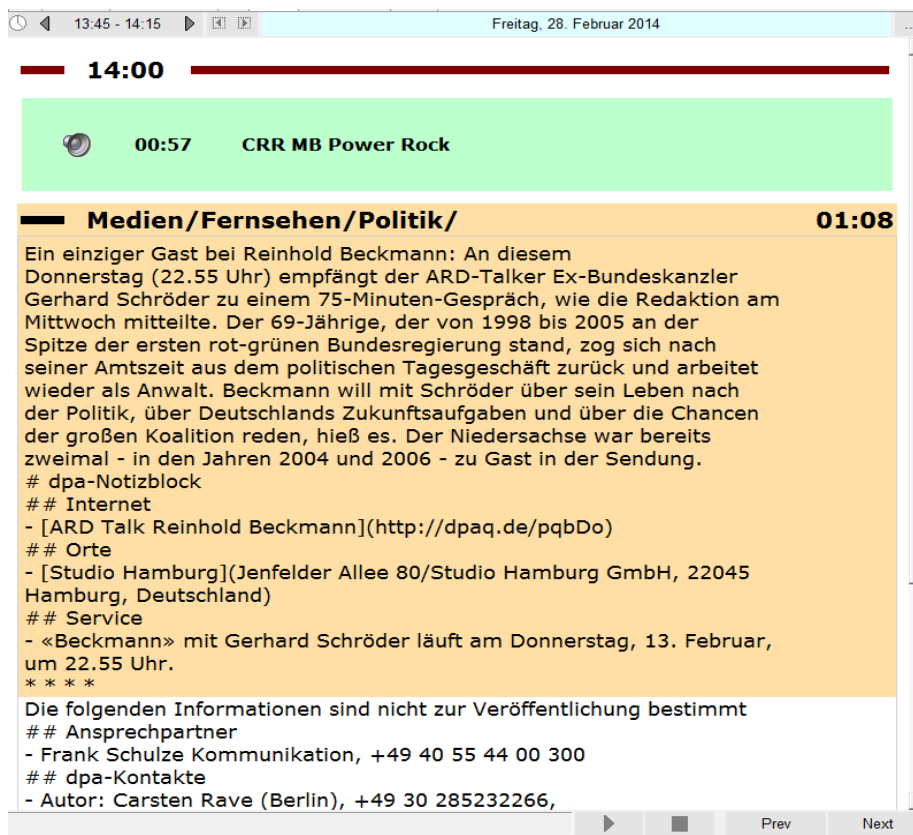 13:45 - 14:15
Freitag, 28. Februar 2014
...
14:00
00:57 CRR MB Power Rock
Medien/Fernsehen/Politik/ 01:08
Ein einziger Gast bei Reinhold Beckmann: An diesem
Donnerstag (22.55 Uhr) empfängt der ARD-Talker Ex-Bundeskanzler
Gerhard Schröder zu einem 75-Minuten-Gespräch, wie die Redaktion am
Mittwoch mitteilte. Der 69-Jährige, der von 1998 bis 2005 an der
Spitze der ersten rot-grünen Bundesregierung stand, zog sich nach
seiner Amtszeit aus dem politischen Tagesgeschäft zurück und arbeitet
wieder als Anwalt. Beckmann will mit Schröder über sein Leben nach
der Politik, über Deutschlands Zukunftsaufgaben und über die Chancen
der großen Koalition reden, hieß es. Der Niedersachse war bereits
zweimal - in den Jahren 2004 und 2006 - zu Gast in der Sendung.
# dpa-Notizblock
## Internet
- [ARD Talk Reinhold Beckmann](http://dpaq.de/pqbDo)
## Orte
- [Studio Hamburg](Jenfelder Allee 80/Studio Hamburg GmbH, 22045
Hamburg, Deutschland)
## Service
- «Beckmann» mit Gerhard Schröder läuft am Donnerstag, 13. Februar,
um 22.55 Uhr.
* * * *
Die folgenden Informationen sind nicht zur Veröffentlichung bestimmt
## Ansprechpartner
- Frank Schulze Kommunikation, +49 40 55 44 00 300
## dpa-Kontakte
- Autor: Carsten Rave (Berlin), +49 30 285232266,
Prev Next